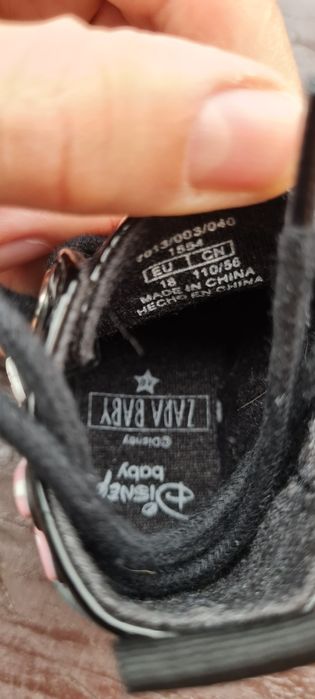 7013/003/040
1554
EU CN
18 110/56
MADE IN CHINA
HECHO EN CHINA
ZARA BABY
©Disney
Disney
baby